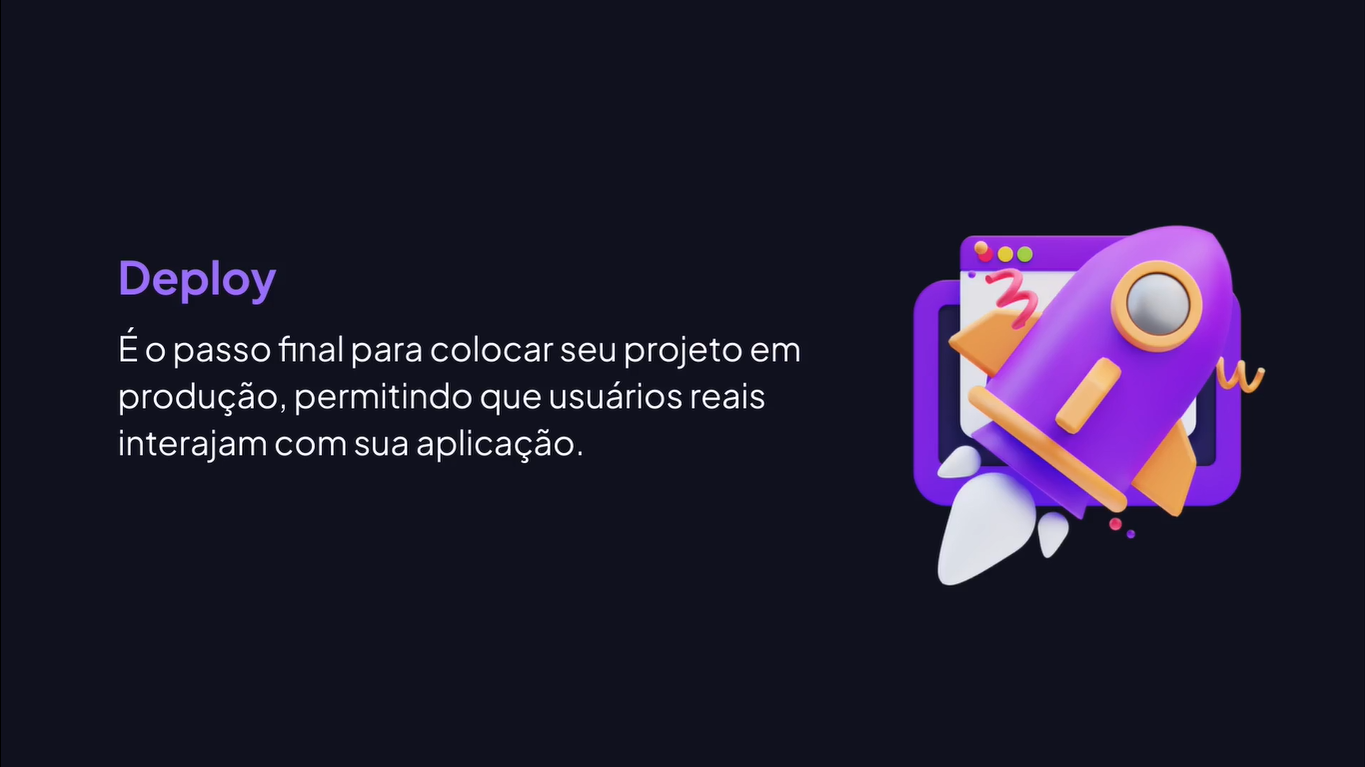 Deploy
É o passo final para colocar seu projeto em
produção, permitindo que usuários reais
interajam com sua aplicação.